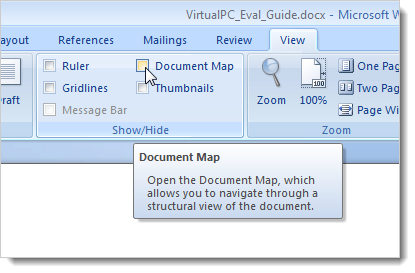 VirtualPC_Eval_Guide.docx - Microsoft W
ayout References Mailings Review View
Ruler Document Map One Pag
Gridlines Thumbnails Two Pag
Message Bar Page Wi
raft Zoom 100%
Show/Hide Zoom
Document Map
Open the Document Map, which
allows you to navigate through a
structural view of the document.